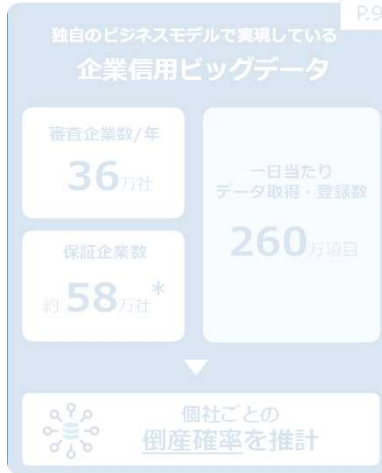 P.9
独自のビジネスモデルで実現している
企業信用ビッグデータ
審査企業数/年
36万社
一日当たり
データ取得・登録数
260万項目
保証企業数
約58万社*
個社ごとの
倒産確率を推計